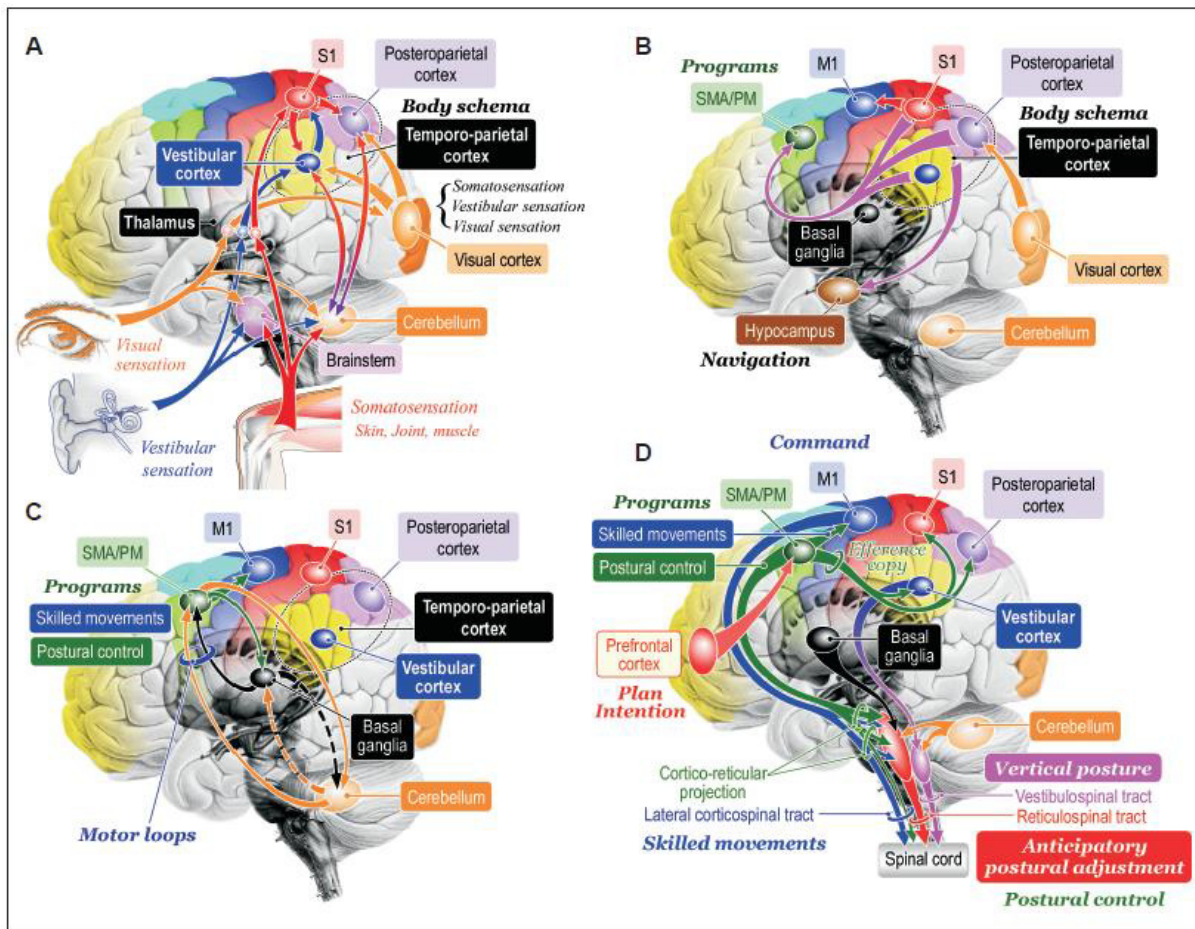 A
S1
Posteroparietal
cortex
Body schema
Temporo-parietal
cortex
Vestibular
cortex
Somatosensation
Vestibular sensation
Visual sensation
Thalamus
Visual cortex
Cerebellum
Visual
sensation
Brainstem
Somatosensation
Skin, Joint, muscle
Vestibular
sensation
B
M1
S1
Posteroparietal
cortex
Programs
SMA/PM
Body schema
Temporo-parietal
cortex
Basal
ganglia
Visual cortex
Hypocampus
Cerebellum
Navigation
C
M1
S1
Posteroparietal
cortex
SMA/PM
Programs
Skilled movements
Postural control
Temporo-parietal
cortex
Vestibular
cortex
Basal
ganglia
Cerebellum
Motor loops
D
Command
M1
S1
Posteroparietal
cortex
SMA/PM
Programs
Skilled movements
Postural control
Efference
copy
Vestibular
cortex
Basal
ganglia
Prefrontal
cortex
Plan
Intention
Cerebellum
Cortico-reticular
projection
Vertical posture
Vestibulospinal tract
Lateral corticospinal tract
Reticulospinal tract
Skilled movements
Spinal cord
Anticipatory
postural adjustment
Postural control